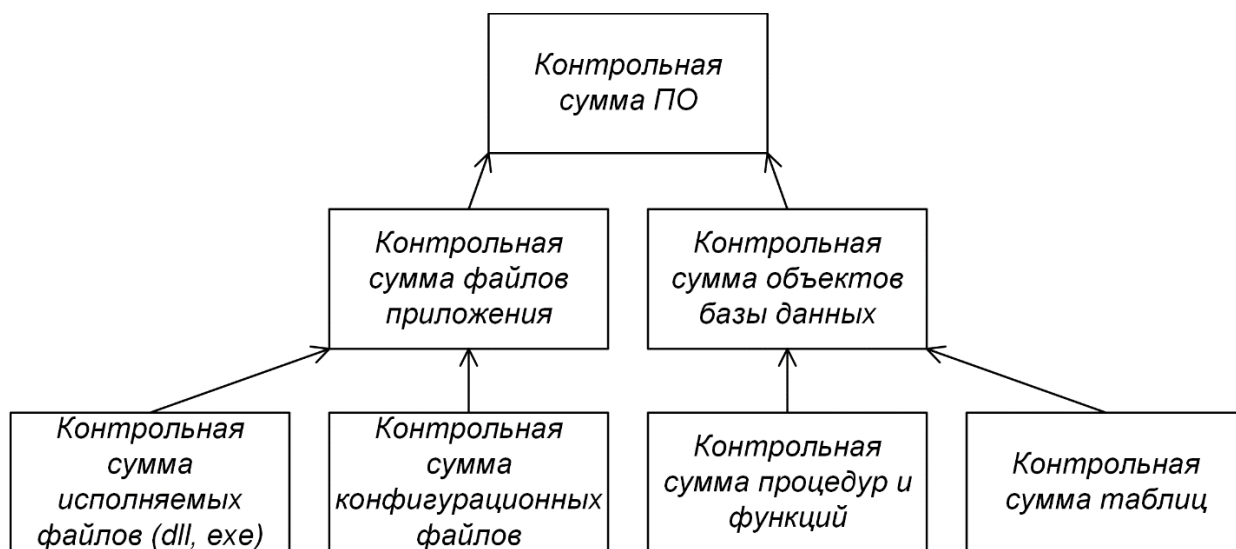 Контрольная
сумма ПО
Контрольная
сумма файлов
приложения
Контрольная
сумма объектов
базы данных
Контрольная
сумма
исполняемых
файлов (dll, exe)
Контрольная
сумма
конфигурационных
файлов
Контрольная
сумма процедур и
функций
Контрольная
сумма таблиц